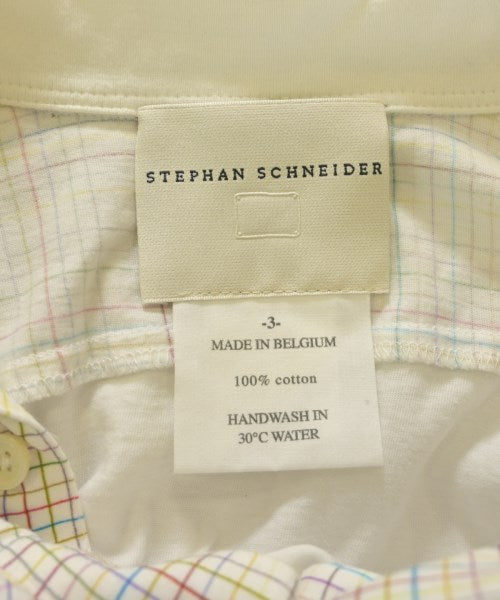 STEPHAN SCHNEIDER
-3-
MADE IN BELGIUM
100% cotton
HANDWASH IN
30°C WATER